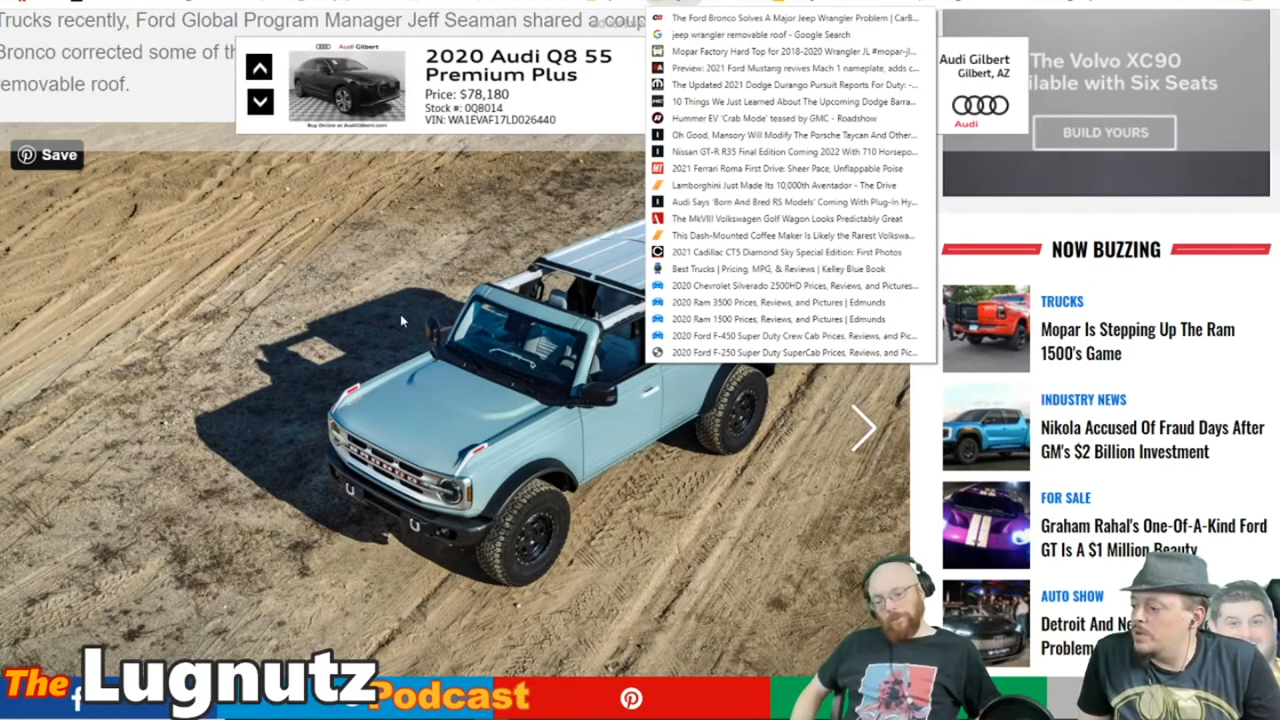 Trucks recently, Ford Global Program Manager Jeff Seaman shared a coup
Bronco corrected some of th
emovable roof.
Save
Audi Gilbert
2020 Audi Q8 55
Premium Plus
Price: $78,180
Stock #: 0Q8014
VIN: WA1EVAF17LD026440
Buy Online at AudiGilbert.com
The Ford Bronco Solves A Major Jeep Wrangler Problem | CarB...
jeep wrangler removable roof - Google Search
Mopar Factory Hard Top for 2018-2020 Wrangler JL #mopar-jl...
Preview: 2021 Ford Mustang revives Mach 1 nameplate, adds c...
The Updated 2021 Dodge Durango Pursuit Reports For Duty: -...
10 Things We Just Learned About The Upcoming Dodge Barra...
Hummer EV 'Crab Mode' teased by GMC - Roadshow
Oh Good, Mansory Will Modify The Porsche Taycan And Other...
Nissan GT-R R35 Final Edition Coming 2022 With 710 Horsepo...
2021 Ferrari Roma First Drive: Sheer Pace, Unflappable Poise
Lamborghini Just Made Its 10,000th Aventador - The Drive
Audi Says 'Born And Bred RS Models' Coming With Plug-In Hy...
The MkVIII Volkswagen Golf Wagon Looks Predictably Great
This Dash-Mounted Coffee Maker Is Likely the Rarest Volkswa...
2021 Cadillac CT5 Diamond Sky Special Edition: First Photos
Best Trucks | Pricing, MPG, & Reviews | Kelley Blue Book
2020 Chevrolet Silverado 2500HD Prices, Reviews, and Pictures...
2020 Ram 3500 Prices, Reviews, and Pictures | Edmunds
2020 Ram 1500 Prices, Reviews, and Pictures | Edmunds
2020 Ford F-450 Super Duty Crew Cab Prices, Reviews, and Pic...
2020 Ford F-250 Super Duty SuperCab Prices, Reviews, and Pic...
Audi Gilbert
Gilbert, AZ
Audi
The Volvo XC90
ilable with Six Seats
BUILD YOURS
NOW BUZZING
TRUCKS
Mopar Is Stepping Up The Ram
1500's Game
INDUSTRY NEWS
Nikola Accused Of Fraud Days After
GM's $2 Billion Investment
FOR SALE
Graham Rahal's One-Of-A-Kind Ford
GT Is A $1 Million Beauty
AUTO SHOW
Detroit And Ne
Problem
BRONCO
The Lugnutz
Podcast